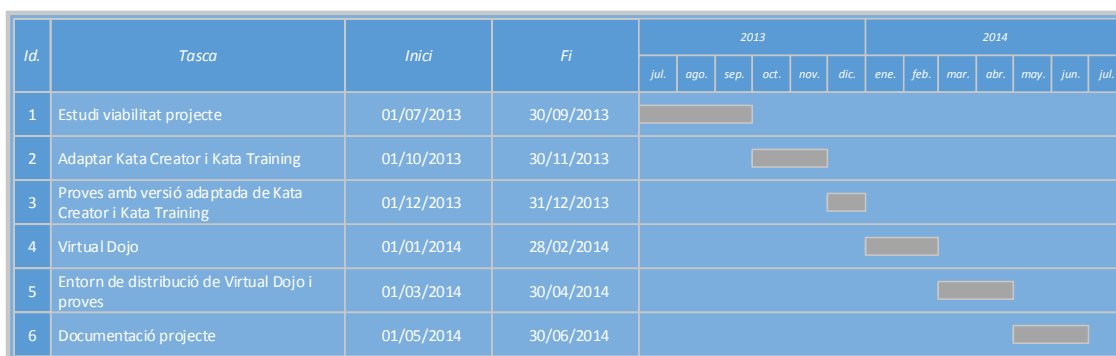 Id. Tasca Inici Fi 2013 2014
jul. ago. sep. oct. nov. dic. ene. feb. mar. abr. may. jun. jul.
1 Estudi viabilitat projecte 01/07/2013 30/09/2013
2 Adaptar Kata Creator i Kata Training 01/10/2013 30/11/2013
3 Proves amb versió adaptada de Kata
Creator i Kata Training 01/12/2013 31/12/2013
4 Virtual Dojo 01/01/2014 28/02/2014
5 Entorn de distribució de Virtual Dojo i
proves 01/03/2014 30/04/2014
6 Documentació projecte 01/05/2014 30/06/2014